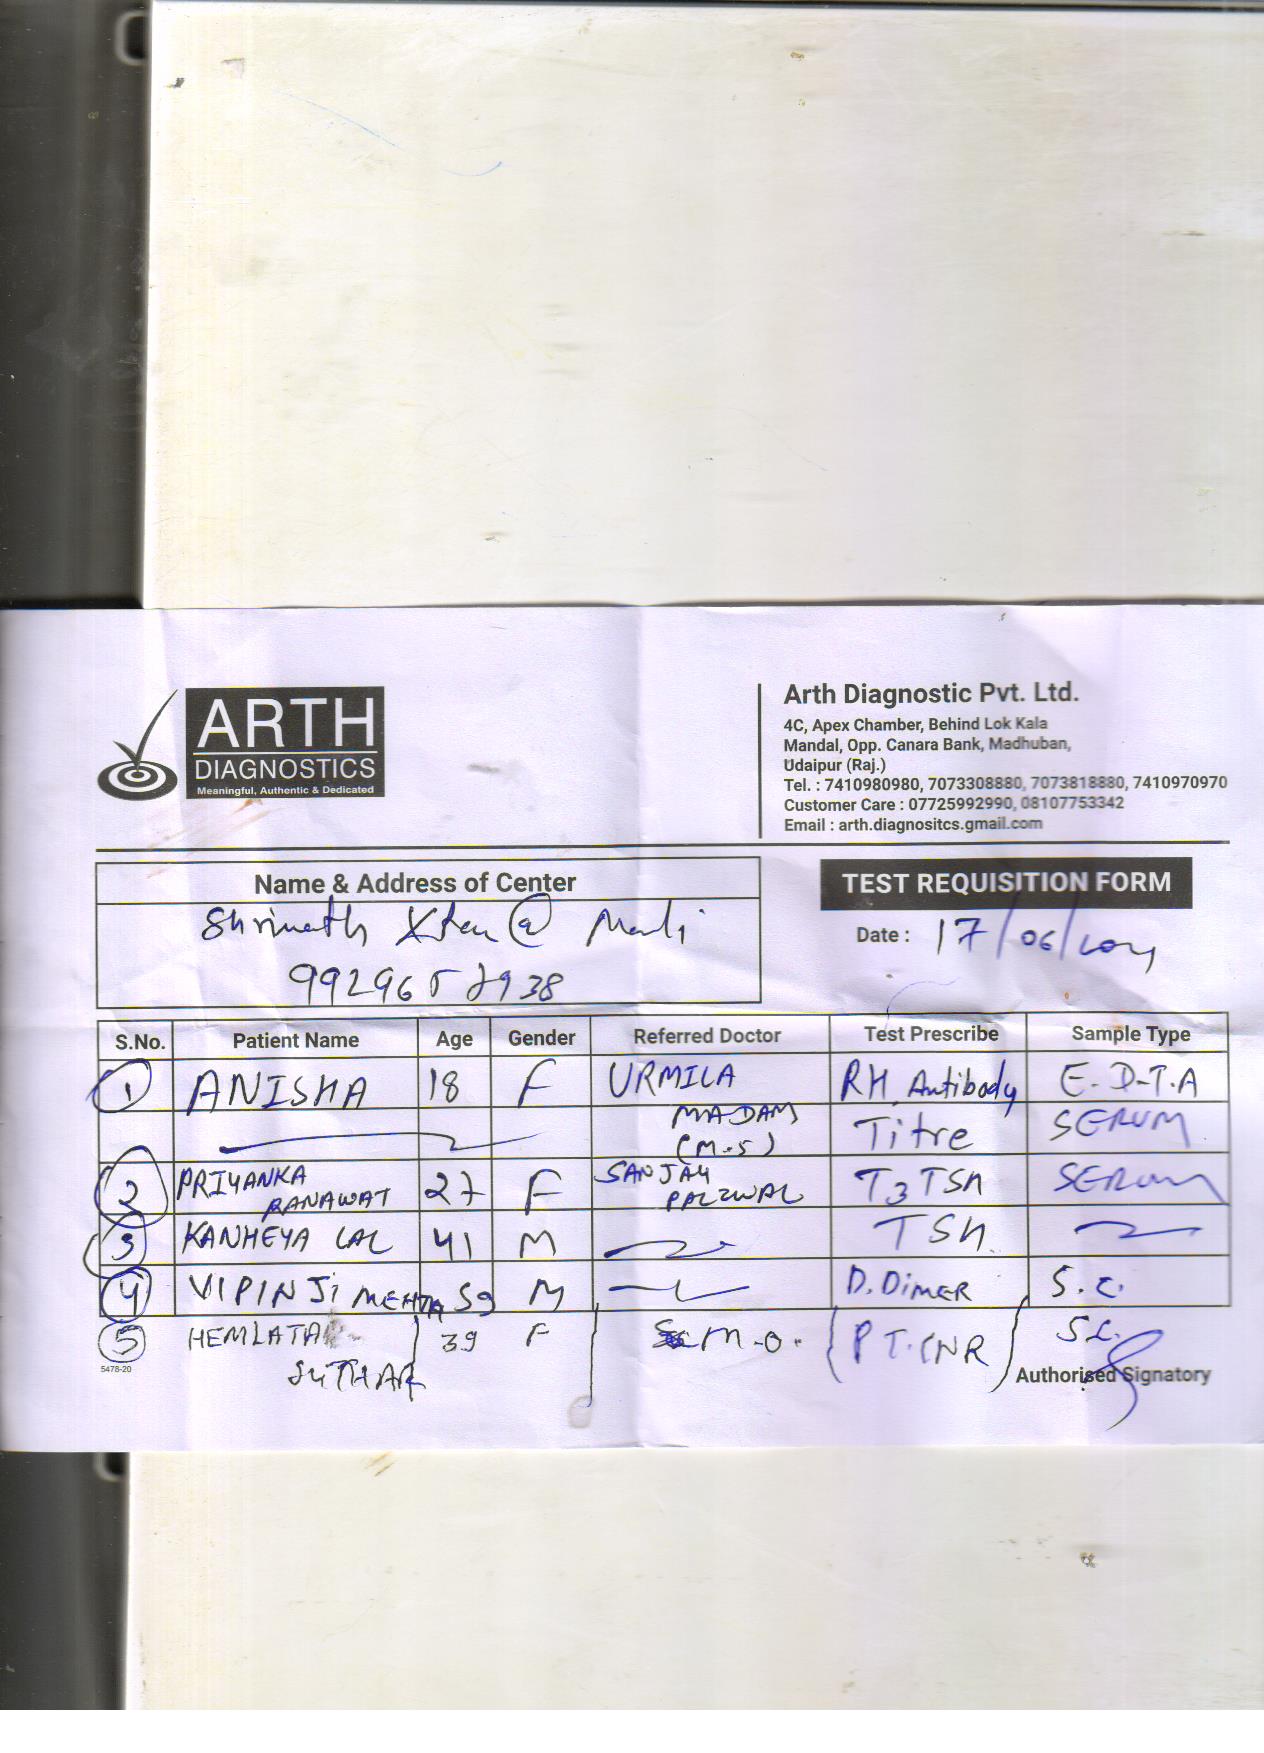 ARTH
DIAGNOSTICS
Meaningful, Authentic & Dedicated
Arth Diagnostic Pvt. Ltd.
4C, Apex Chamber, Behind Lok Kala
Mandal, Opp. Canara Bank, Madhuban,
Udaipur (Raj.)
Tel. : 7410980980, 7073308880, 7073818880, 7410970970
Customer Care : 07725992990, 08107753342
Email : arth.diagnositcs.gmail.com
Name & Address of Center
Shrinath @
TEST REQUISITION FORM
Date : 17/06/
S.No. Patient Name Age Gender Referred Doctor Test Prescribe Sample Type
1 ANISHA 18 F URMILA RH Antibody E.D-T.A
MADAM (M.S) Titre SERUM
2 PRIYANKA RANAWAT 27 F SANJAY T3 TSH SERUM
3 KANHEYA LAL 41 M TSH
4 VIPIN Ji MEHTA 59 M D. DiMER S.C.
5 HEMLATA SUTHAR 39 F M.O. PT.INR
5478-20
Authorised Signatory